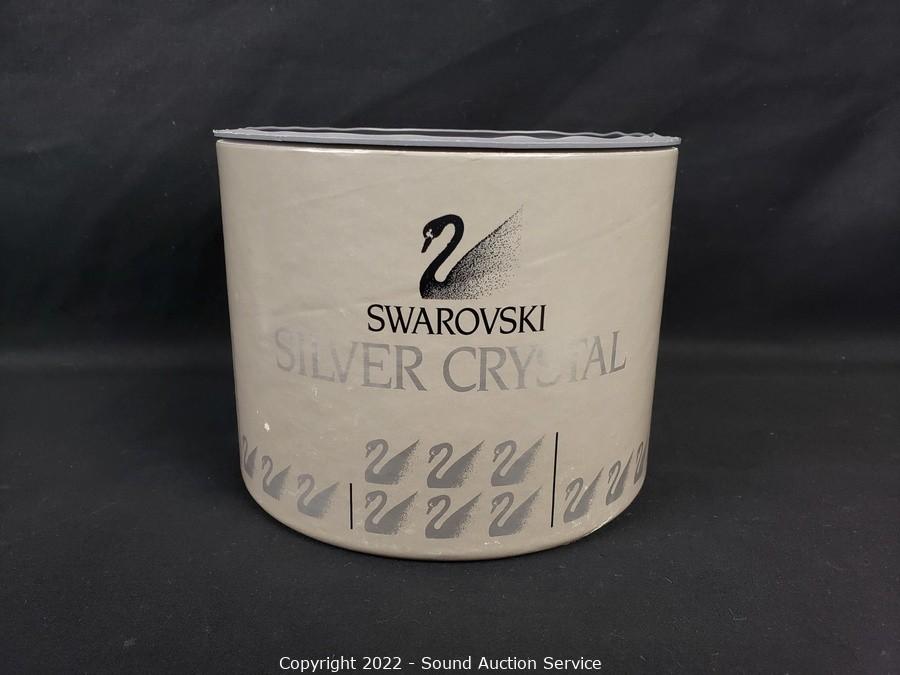 SWAROVSKI
SILVER CRYSTAL
Copyright 2022 - Sound Auction Service